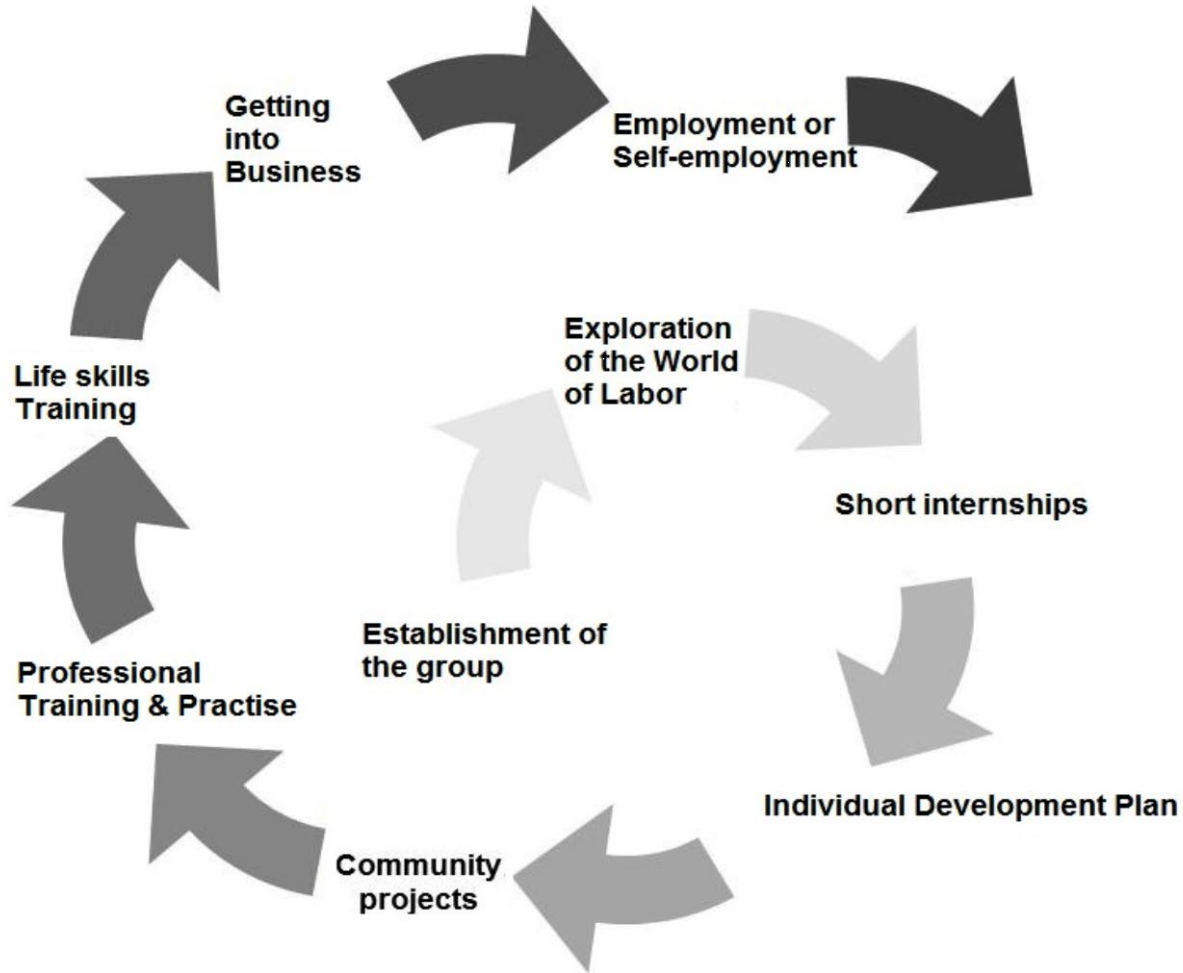 Getting
into
Business
Employment or
Self-employment
Exploration
of the World
of Labor
Life skills
Training
Short internships
Establishment of
the group
Professional
Training & Practise
Individual Development Plan
Community
projects